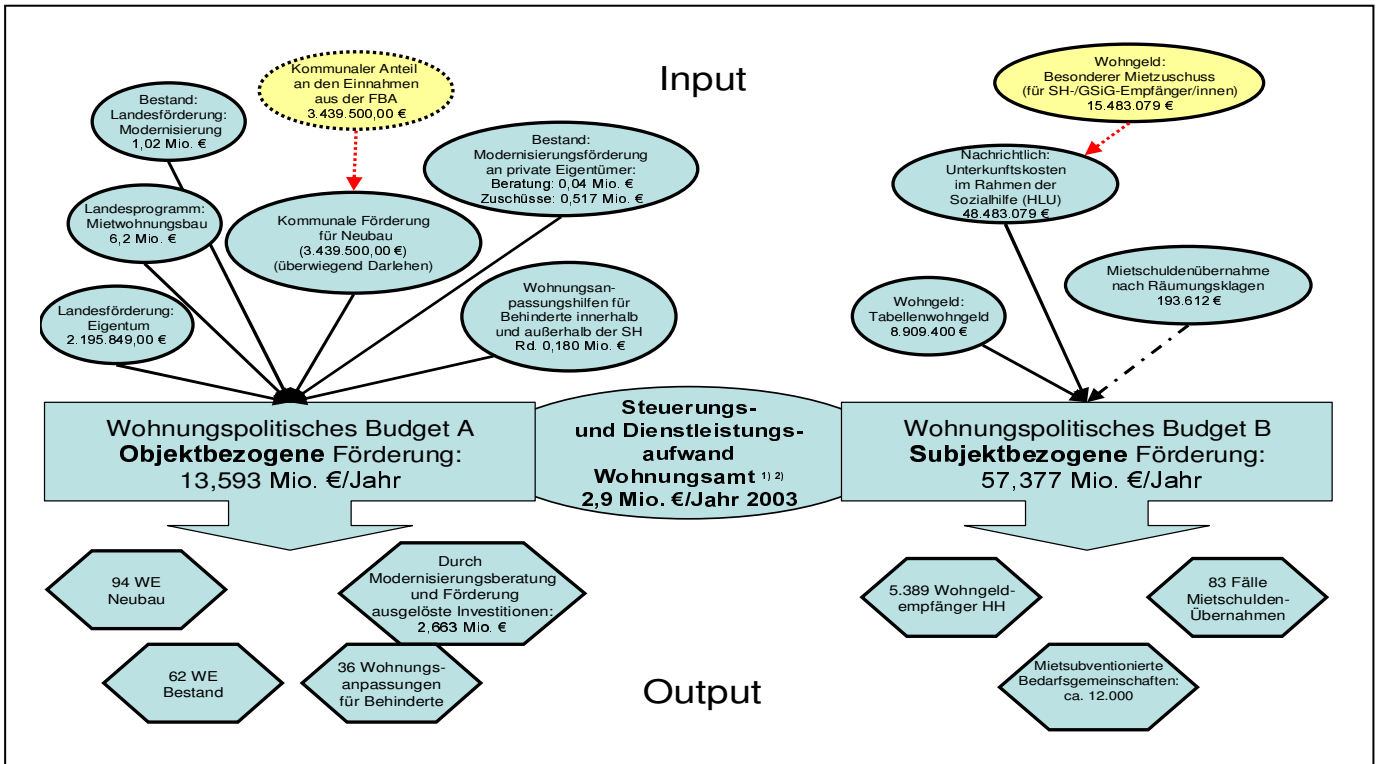 Input
Kommunaler Anteil
an den Einnahmen
aus der FBA
3.439.500,00 €
Bestand:
Landesförderung:
Modernisierung
1,02 Mio. €
Bestand:
Modernisierungsförderung
an private Eigentümer:
Beratung: 0,04 Mio. €
Zuschüsse: 0,517 Mio. €
Landesprogramm:
Mietwohnungsbau
6,2 Mio. €
Kommunale Förderung
für Neubau
(3.439.500,00 €)
(überwiegend Darlehen)
Landesförderung:
Eigentum
2.195.849,00 €
Wohnungsan-
passungshilfen für
Behinderte innerhalb
und außerhalb der SH
Rd. 0,180 Mio. €
Wohngeld:
Besonderer Mietzuschuss
(für SH-/GSiG-Empfänger/innen)
15.483.079 €
Nachrichtlich:
Unterkunftskosten
im Rahmen der
Sozialhilfe (HLU)
48.483.079 €
Mietschuldenübernahme
nach Räumungsklagen
193.612 €
Wohngeld:
Tabellenwohngeld
8.909.400 €
Wohnungspolitisches Budget A
Objektbezogene Förderung:
13,593 Mio. €/Jahr
Steuerungs-
und Dienstleistungs-
aufwand
Wohnungsamt 1) 2)
2,9 Mio. €/Jahr 2003
Wohnungspolitisches Budget B
Subjektbezogene Förderung:
57,377 Mio. €/Jahr
94 WE
Neubau
Durch
Modernisierungsberatung
und Förderung
ausgelöste Investitionen:
2,663 Mio. €
62 WE
Bestand
36 Wohnungs-
anpassungen
für Behinderte
5.389 Wohngeld-
empfänger HH
83 Fälle
Mietschulden-
Übernahmen
Mietsubventionierte
Bedarfsgemeinschaften:
ca. 12.000
Output